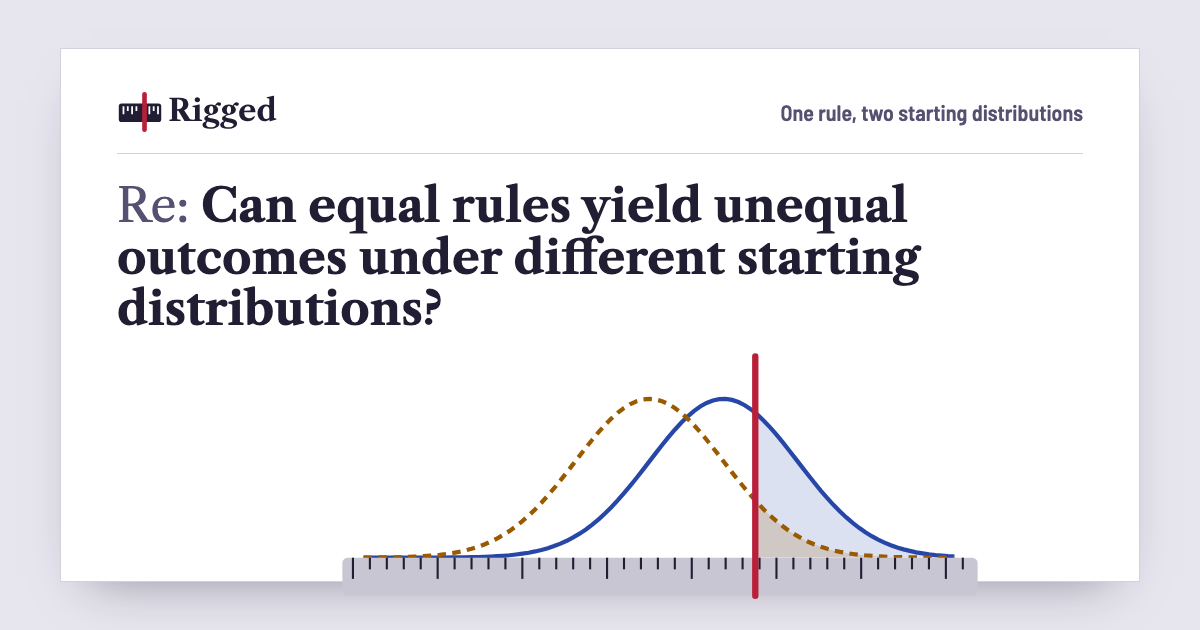 Rigged
One rule, two starting distributions
Re: Can equal rules yield unequal
outcomes under different starting
distributions?